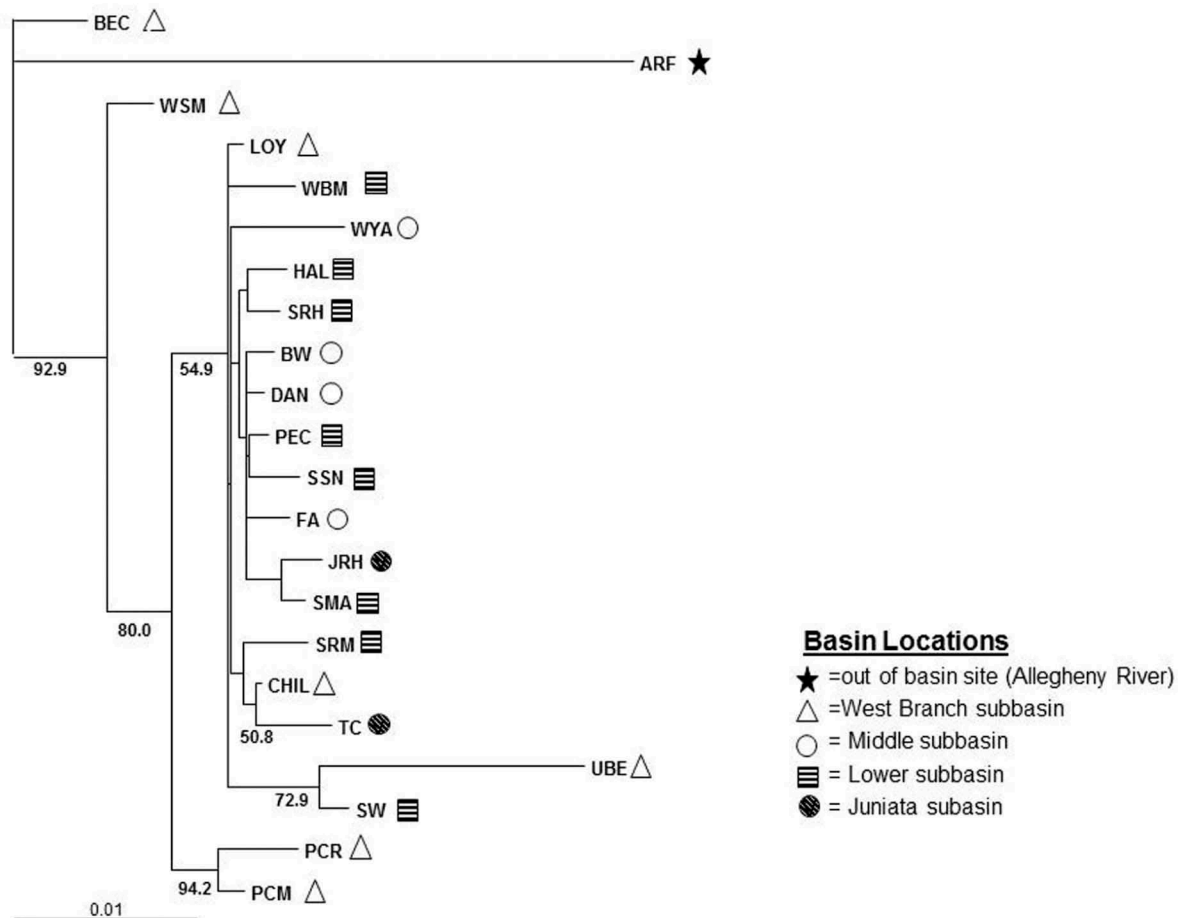 BEC
ARF
WSM
LOY
WBM
WYA
HAL
SRH
BW
92.9
54.9
DAN
PEC
SSN
FA
JRH
SMA
80.0
SRM
CHIL
TC
50.8
UBE
72.9
SW
PCR
94.2
PCM
0.01
Basin Locations
=out of basin site (Allegheny River)
=West Branch subbasin
= Middle subbasin
= Lower subbasin
= Juniata subasin